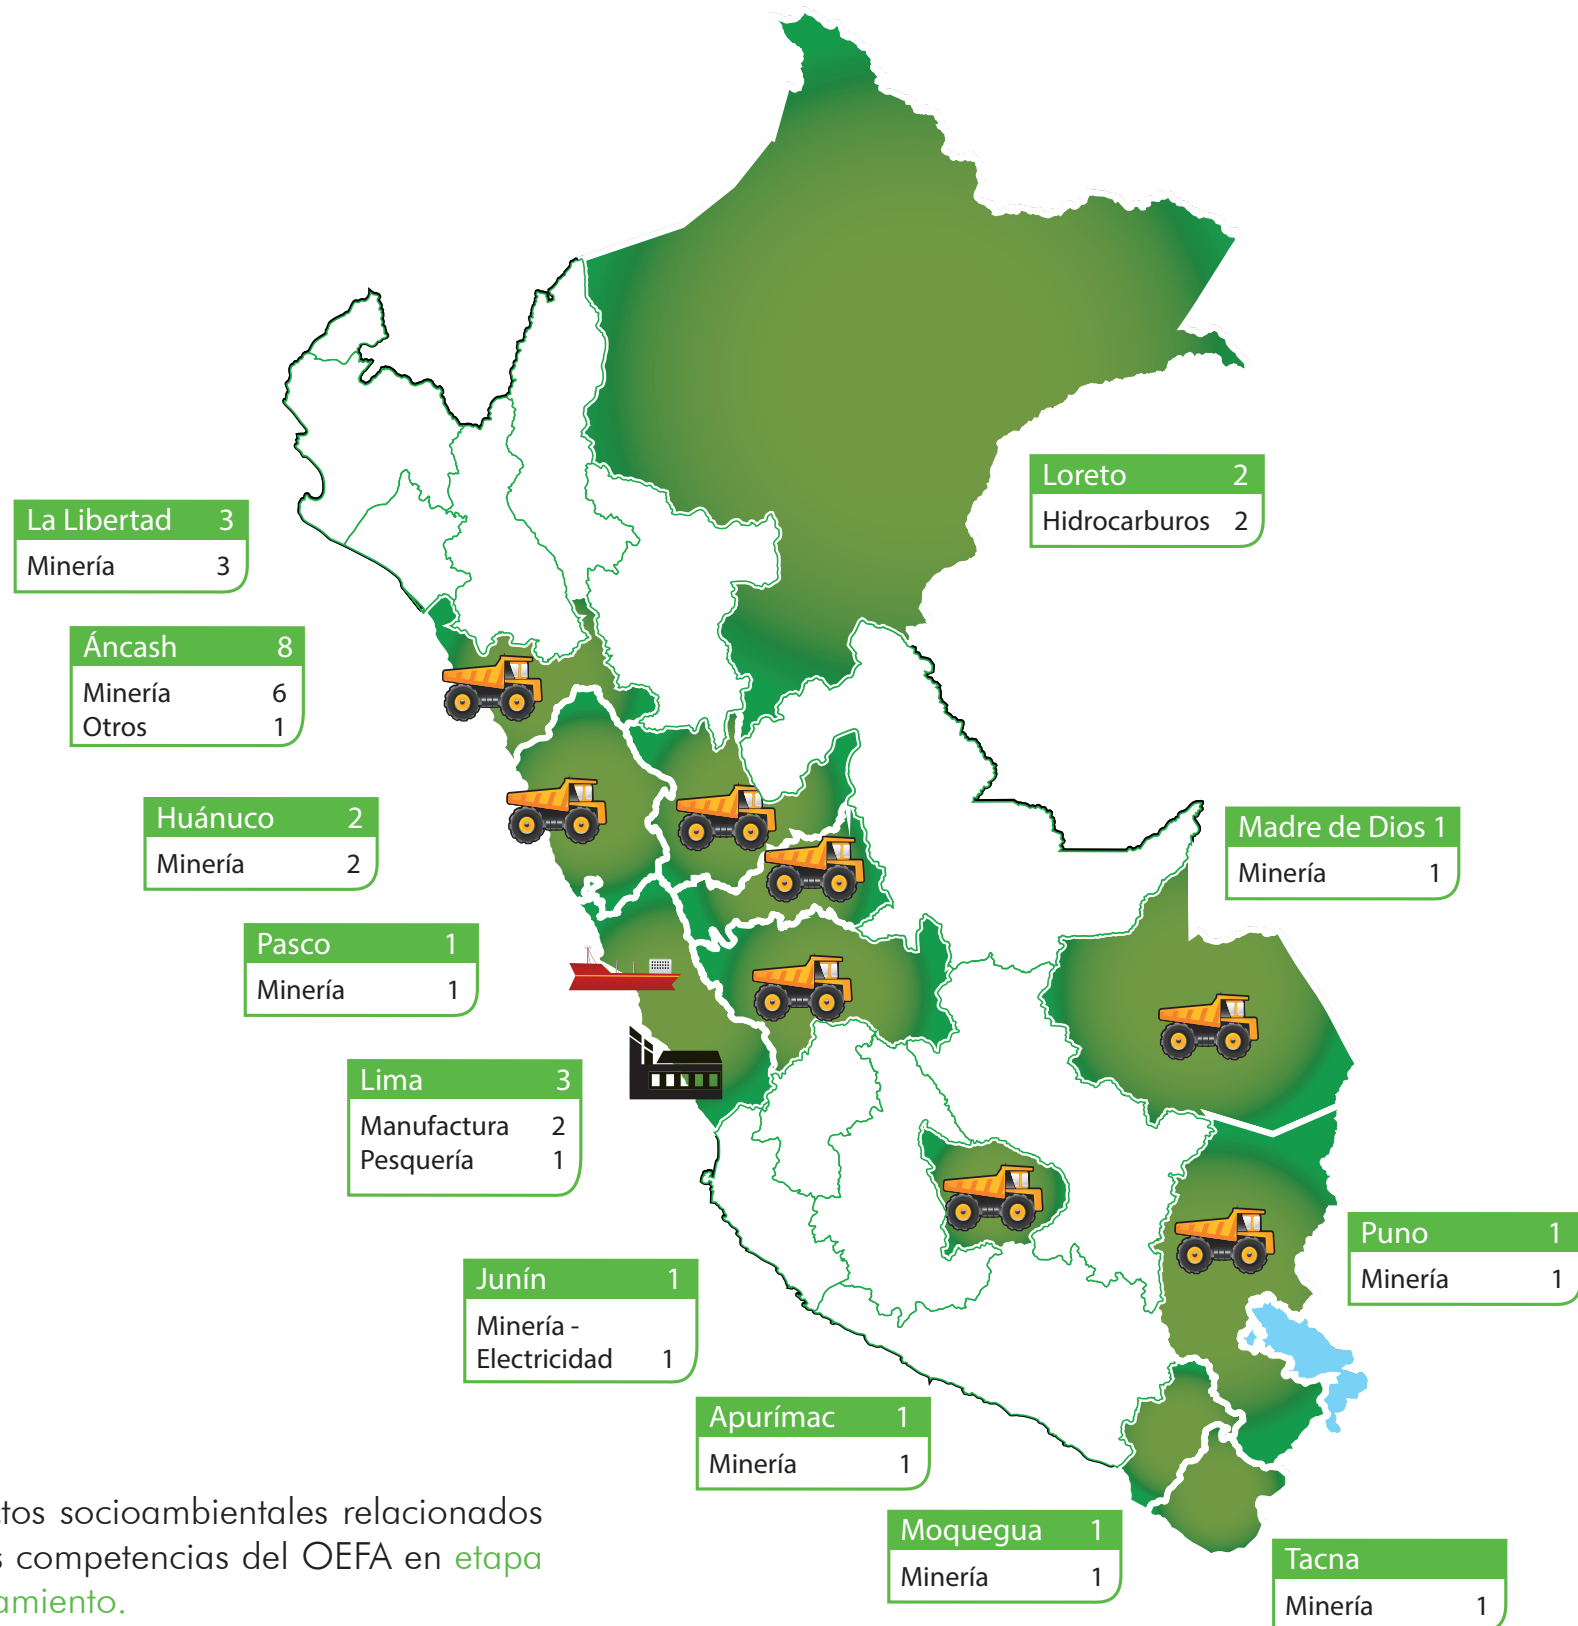 Loreto 2
Hidrocarburos 2
La Libertad 3
Minería 3
Áncash 8
Minería 6
Otros 1
Huánuco 2
Minería 2
Madre de Dios 1
Minería 1
Pasco 1
Minería 1
Lima 3
Manufactura 2
Pesquería 1
Puno 1
Minería 1
Junín 1
Minería -
Electricidad 1
Apurímac 1
Minería 1
Moquegua 1
Minería 1
Tacna
Minería 1
socioambientales relacionados
competencias del OEFA en etapa